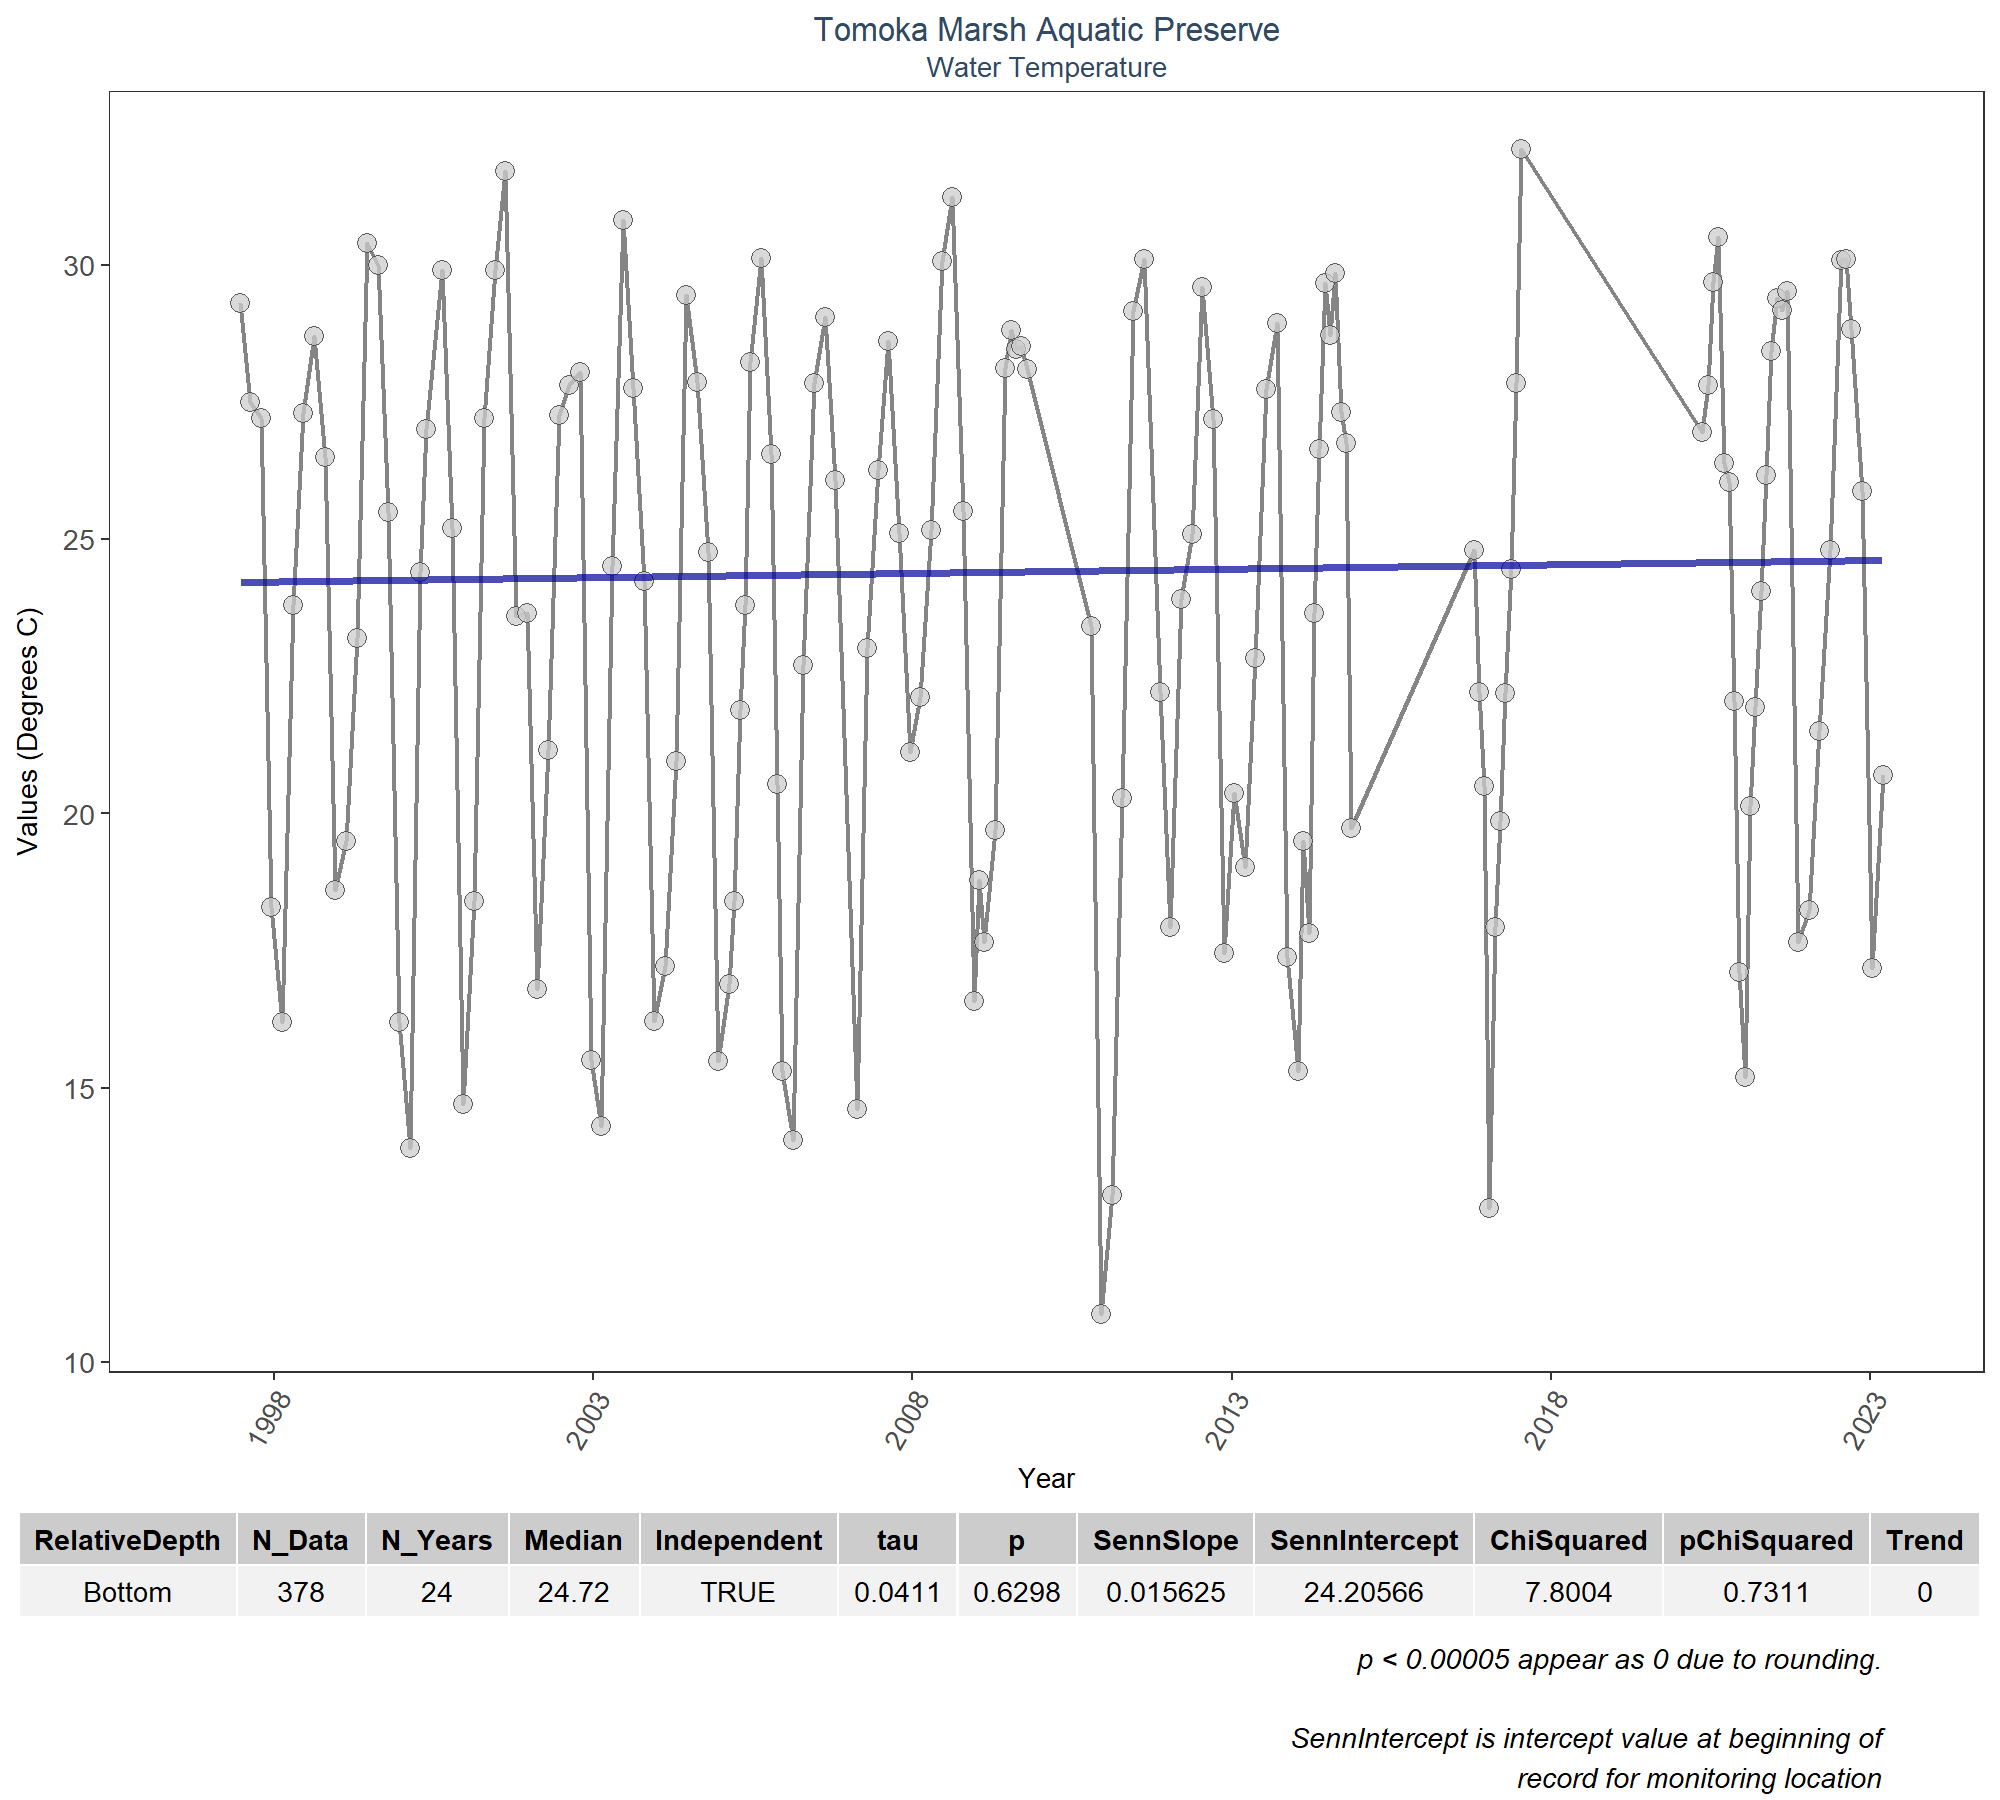 Tomoka Marsh Aquatic Preserve
Water Temperature
Values (Degrees C)
30
25
20
15
10
1998
2003
2008
2013
2018
2023
Year
RelativeDepth N_Data N_Years Median Independent tau p SennSlope SennIntercept ChiSquared pChiSquared Trend
Bottom 378 24 24.72 TRUE 0.0411 0.6298 0.015625 24.20566 7.8004 0.7311 0
p < 0.00005 appear as 0 due to rounding.
SennIntercept is intercept value at beginning of
record for monitoring location